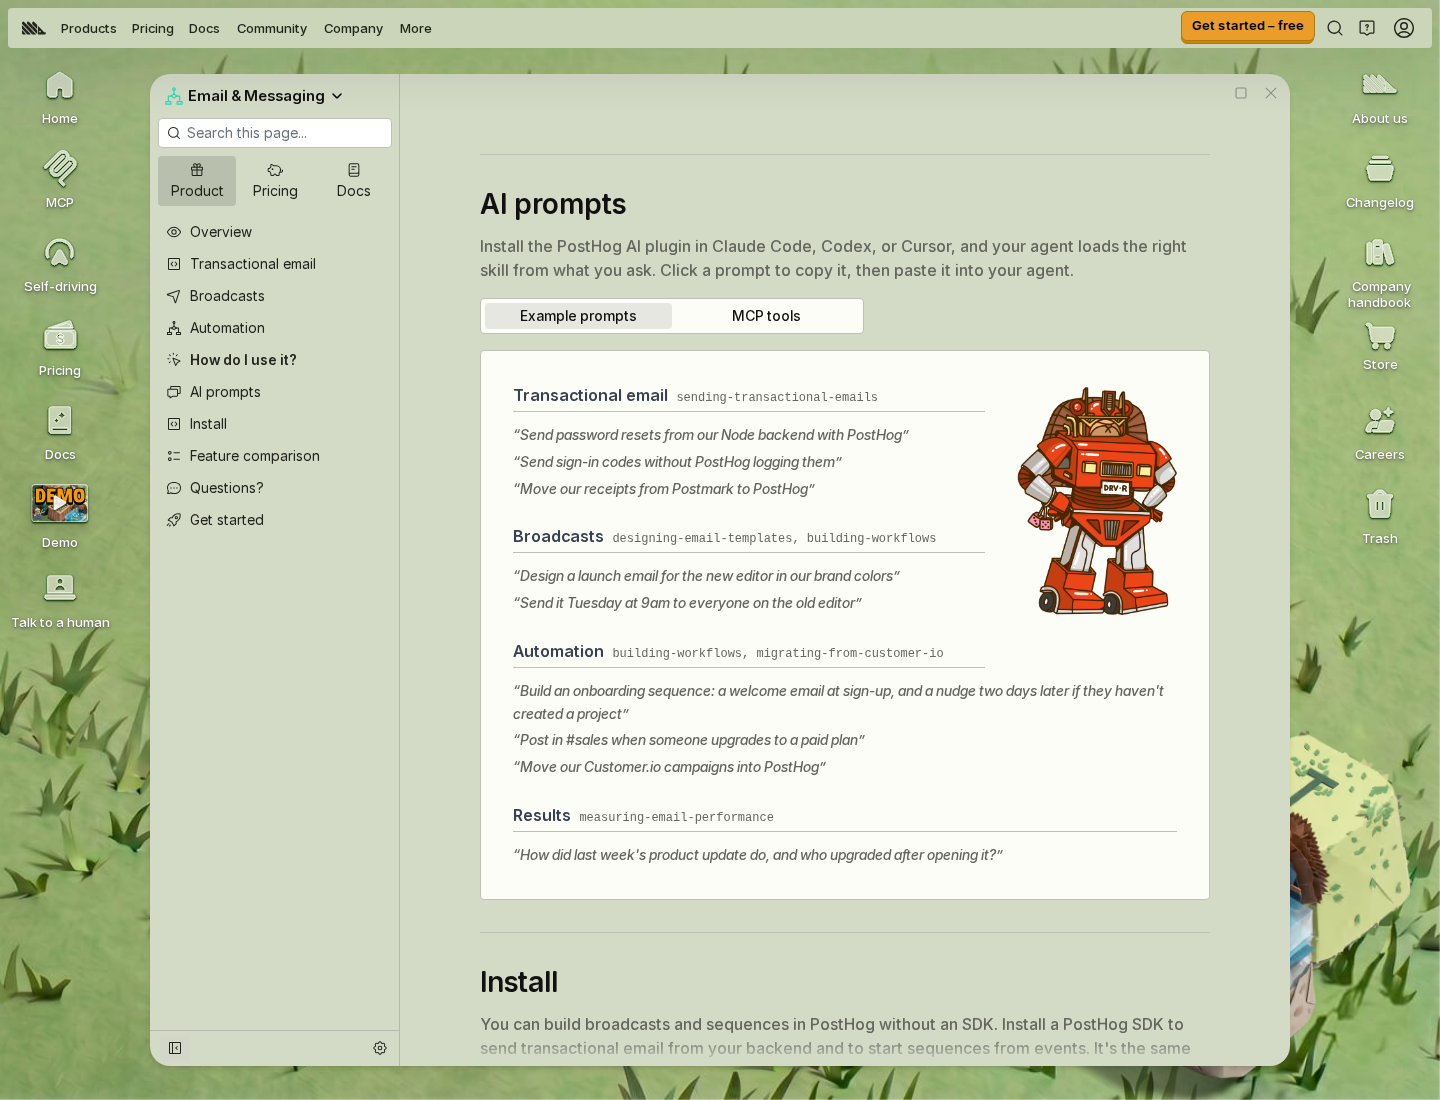 Products Pricing Docs Community Company More
Get started – free
Home
MCP
Self-driving
Pricing
$
Docs
DEMO
Demo
Talk to a human
Email & Messaging
Search this page...
Product Pricing Docs
Overview
Transactional email
Broadcasts
Automation
How do I use it?
AI prompts
Install
Feature comparison
Questions?
Get started
AI prompts
Install the PostHog AI plugin in Claude Code, Codex, or Cursor, and your agent loads the right
skill from what you ask. Click a prompt to copy it, then paste it into your agent.
Example prompts MCP tools
Transactional email sending-transactional-emails
“Send password resets from our Node backend with PostHog”
“Send sign-in codes without PostHog logging them”
“Move our receipts from Postmark to PostHog”
DRV-R
Broadcasts designing-email-templates, building-workflows
“Design a launch email for the new editor in our brand colors”
“Send it Tuesday at 9am to everyone on the old editor”
Automation building-workflows, migrating-from-customer-io
“Build an onboarding sequence: a welcome email at sign-up, and a nudge two days later if they haven't
created a project”
“Post in #sales when someone upgrades to a paid plan”
“Move our Customer.io campaigns into PostHog”
Results measuring-email-performance
“How did last week's product update do, and who upgraded after opening it?”
Install
You can build broadcasts and sequences in PostHog without an SDK. Install a PostHog SDK to
send transactional email from your backend and to start sequences from events. It's the same
About us
Changelog
Company
handbook
Store
Careers
Trash